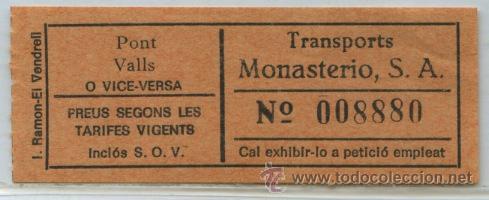 I. Ramon-El Vendrell
Pont
Valls
O VICE-VERSA
PREUS SEGONS LES
TARIFES VIGENTS
Inclós S. O. V.
Transports
Monasterio, S. A.
Nº 008880
Cal exhibir-lo a petició empleat
© todocoleccion.net